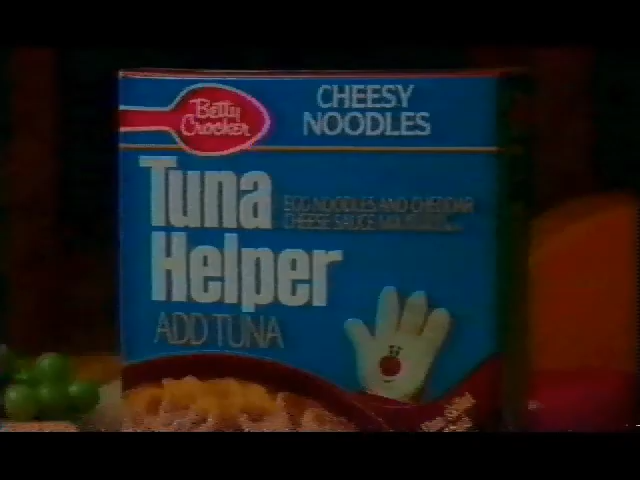 Betty
Crocker
CHEESY
NOODLES
Tuna
Helper
EGG NOODLES AND CHEDDAR
CHEESE SAUCE MIX
ADD TUNA